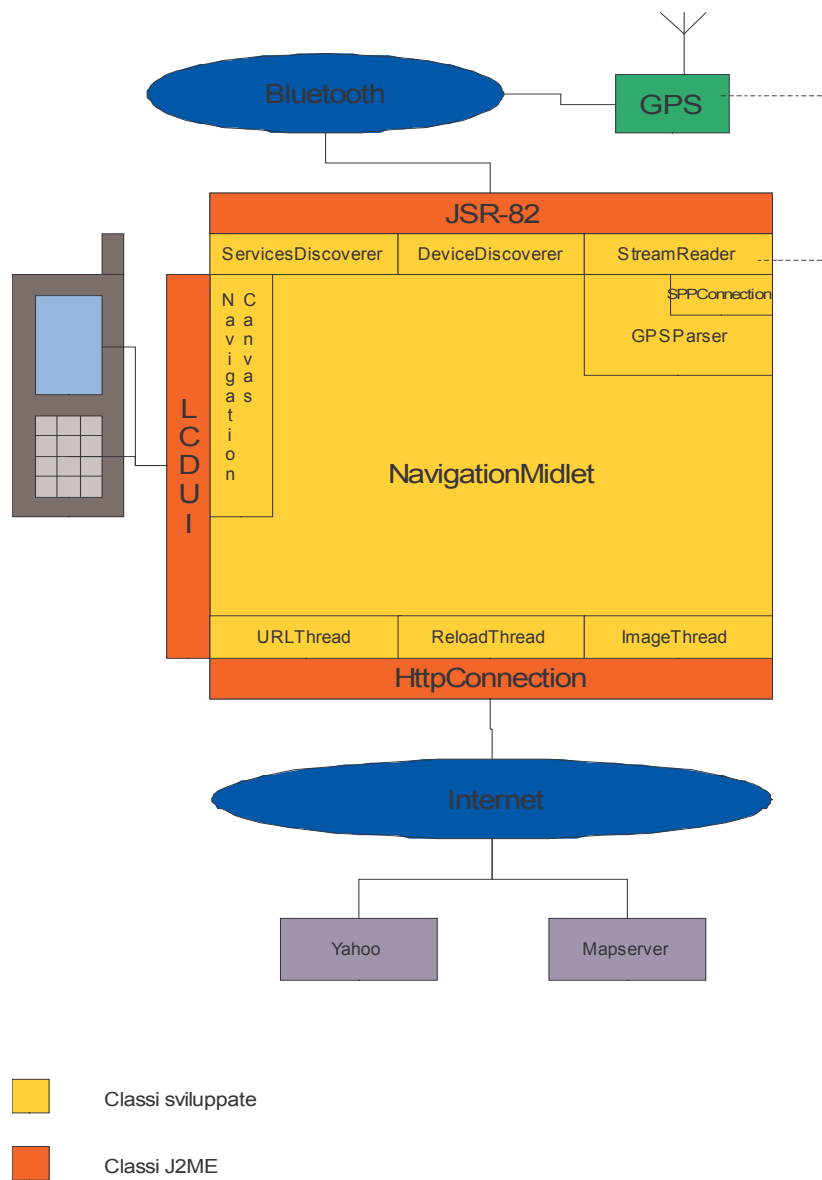 Bluetooth
GPS
JSR-82
ServicesDiscoverer
DeviceDiscoverer
StreamReader
SPPConnection
GPSParser
Navigation
Canvas
LCDUI
NavigationMidlet
URLThread
ReloadThread
ImageThread
HttpConnection
Internet
Yahoo
Mapserver
Classi sviluppate
Classi J2ME